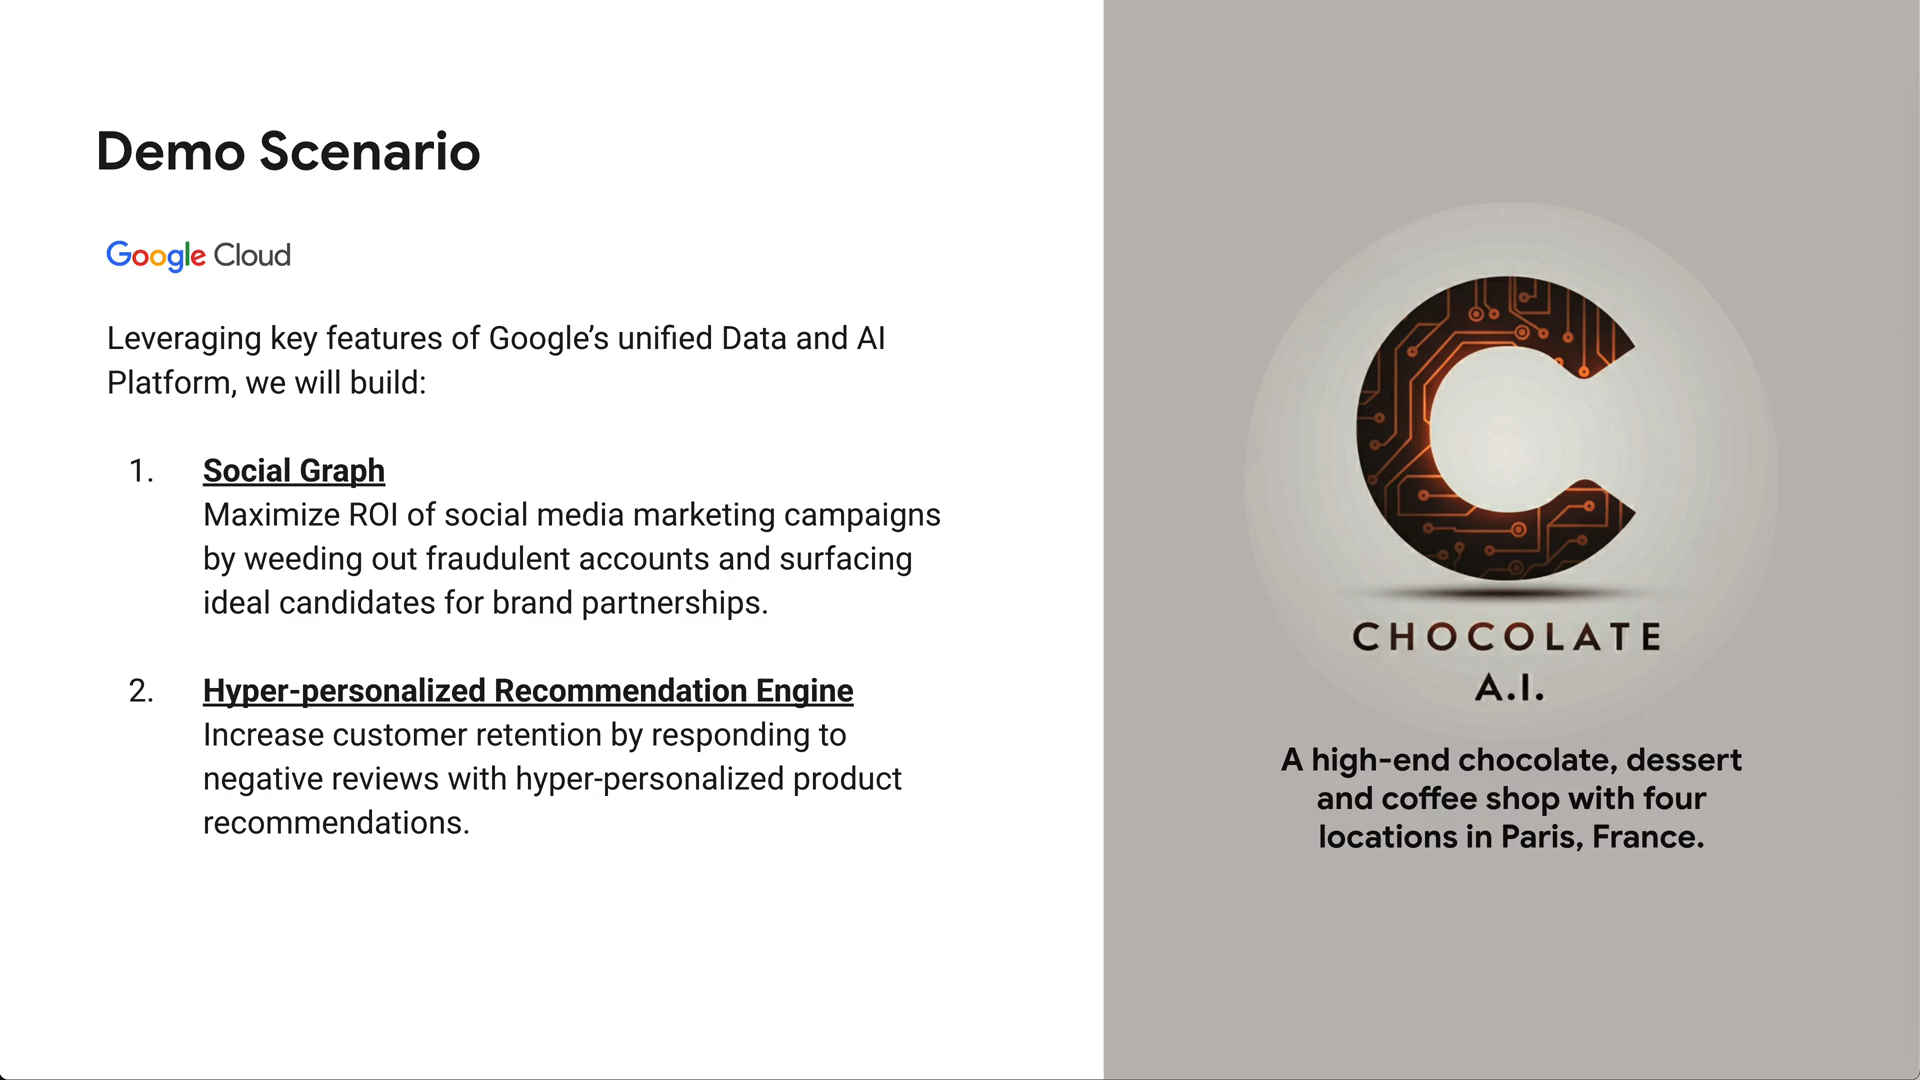 Demo Scenario
Google Cloud
Leveraging key features of Google’s unified Data and AI
Platform, we will build:
1. Social Graph
Maximize ROI of social media marketing campaigns
by weeding out fraudulent accounts and surfacing
ideal candidates for brand partnerships.
2. Hyper-personalized Recommendation Engine
Increase customer retention by responding to
negative reviews with hyper-personalized product
recommendations.
CHOCOLATE
A.I.
A high-end chocolate, dessert
and coffee shop with four
locations in Paris, France.